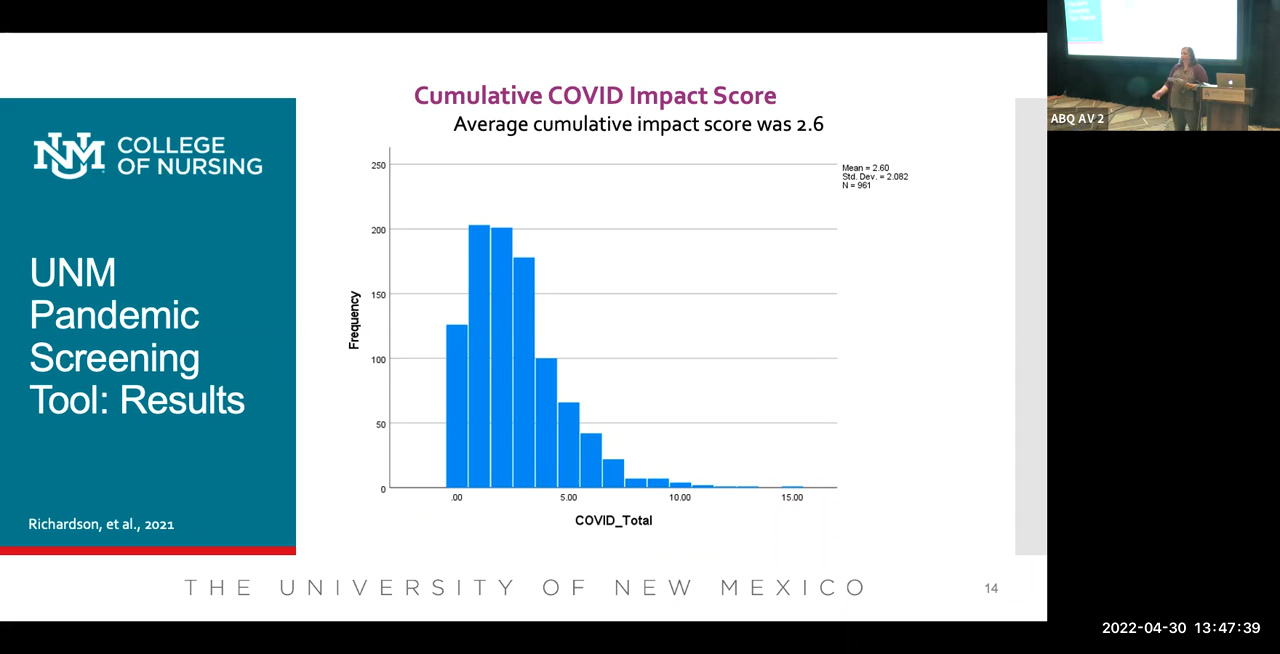 Cumulative COVID Impact Score
Average cumulative impact score was 2.6
UNM
COLLEGE
OF NURSING
UNM
Pandemic
Screening
Tool: Results
Richardson, et al., 2021
250
200
150
100
50
0
Frequency
.00
5.00
10.00
15.00
COVID_Total
Mean = 2.60
Std. Dev. = 2.082
N = 961
THE UNIVERSITY OF NEW MEXICO
14
ABQ AV 2
2022-04-30 13:47:39